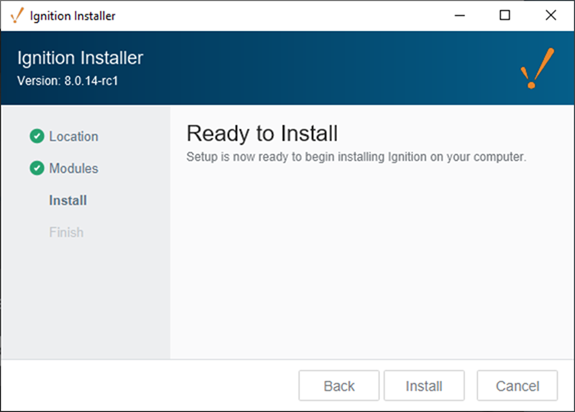 Ignition Installer
Ignition Installer
Version: 8.0.14-rc1
Location
Modules
Install
Finish
Ready to Install
Setup is now ready to begin installing Ignition on your computer.
Back
Install
Cancel